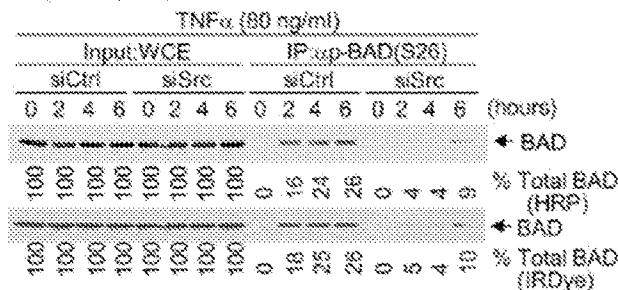 TNFα (80 ng/ml)
Input:WCE IP:αp-BAD(S26)
siCtrl siSrc siCtrl siSrc
0 2 4 6 0 2 4 6 0 2 4 6 0 2 4 6 (hours)
BAD
100 100 100 100 100 100 100 100 0 16 24 26 0 4 4 9 % Total BAD
(HRP)
BAD
100 100 100 100 100 100 100 100 0 18 25 26 0 5 4 10 % Total BAD
(IRDye)